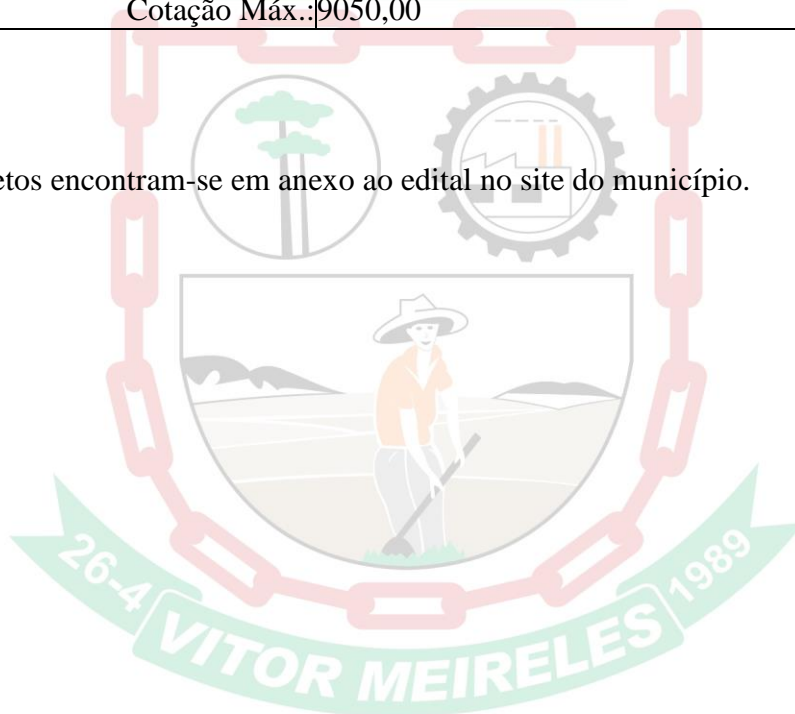 Cotação Máx.: 9050,00
etos encontram-se em anexo ao edital no site do município.
26-4 VITOR MEIRELES 1989